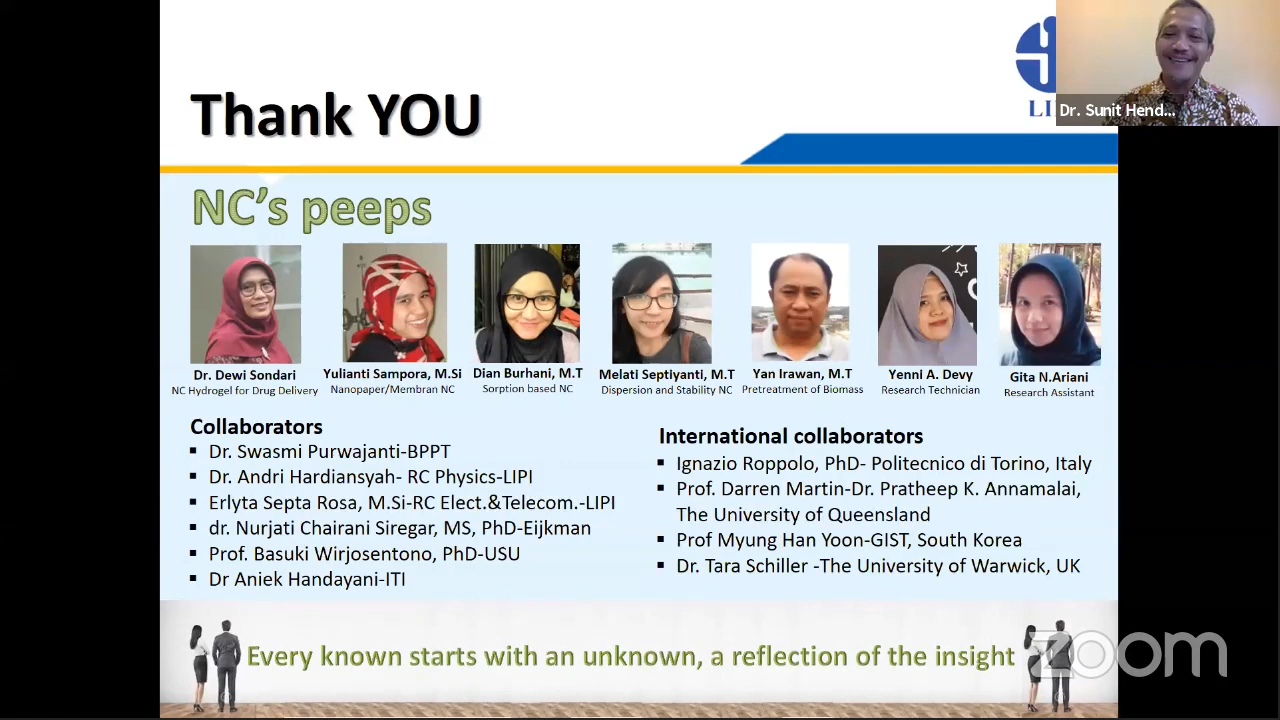 Thank YOU
LI
Dr. Sunit Hend...
NC's peeps
Dr. Dewi Sondari
NC Hydrogel for Drug Delivery
Yulianti Sampora, M.Si
Nanopaper/Membran NC
Dian Burhani, M.T
Sorption based NC
Melati Septiyanti, M.T
Dispersion and Stability NC
Yan Irawan, M.T
Pretreatment of Biomass
Yenni A. Devy
Research Technician
Gita N.Ariani
Research Assistant
Collaborators
▪ Dr. Swasmi Purwajanti-BPPT
▪ Dr. Andri Hardiansyah- RC Physics-LIPI
▪ Erlyta Septa Rosa, M.Si-RC Elect.&Telecom.-LIPI
▪ dr. Nurjati Chairani Siregar, MS, PhD-Eijkman
▪ Prof. Basuki Wirjosentono, PhD-USU
▪ Dr Aniek Handayani-ITI
International collaborators
▪ Ignazio Roppolo, PhD- Politecnico di Torino, Italy
▪ Prof. Darren Martin-Dr. Pratheep K. Annamalai,
The University of Queensland
▪ Prof Myung Han Yoon-GIST, South Korea
▪ Dr. Tara Schiller -The University of Warwick, UK
Every known starts with an unknown, a reflection of the insight
zoom